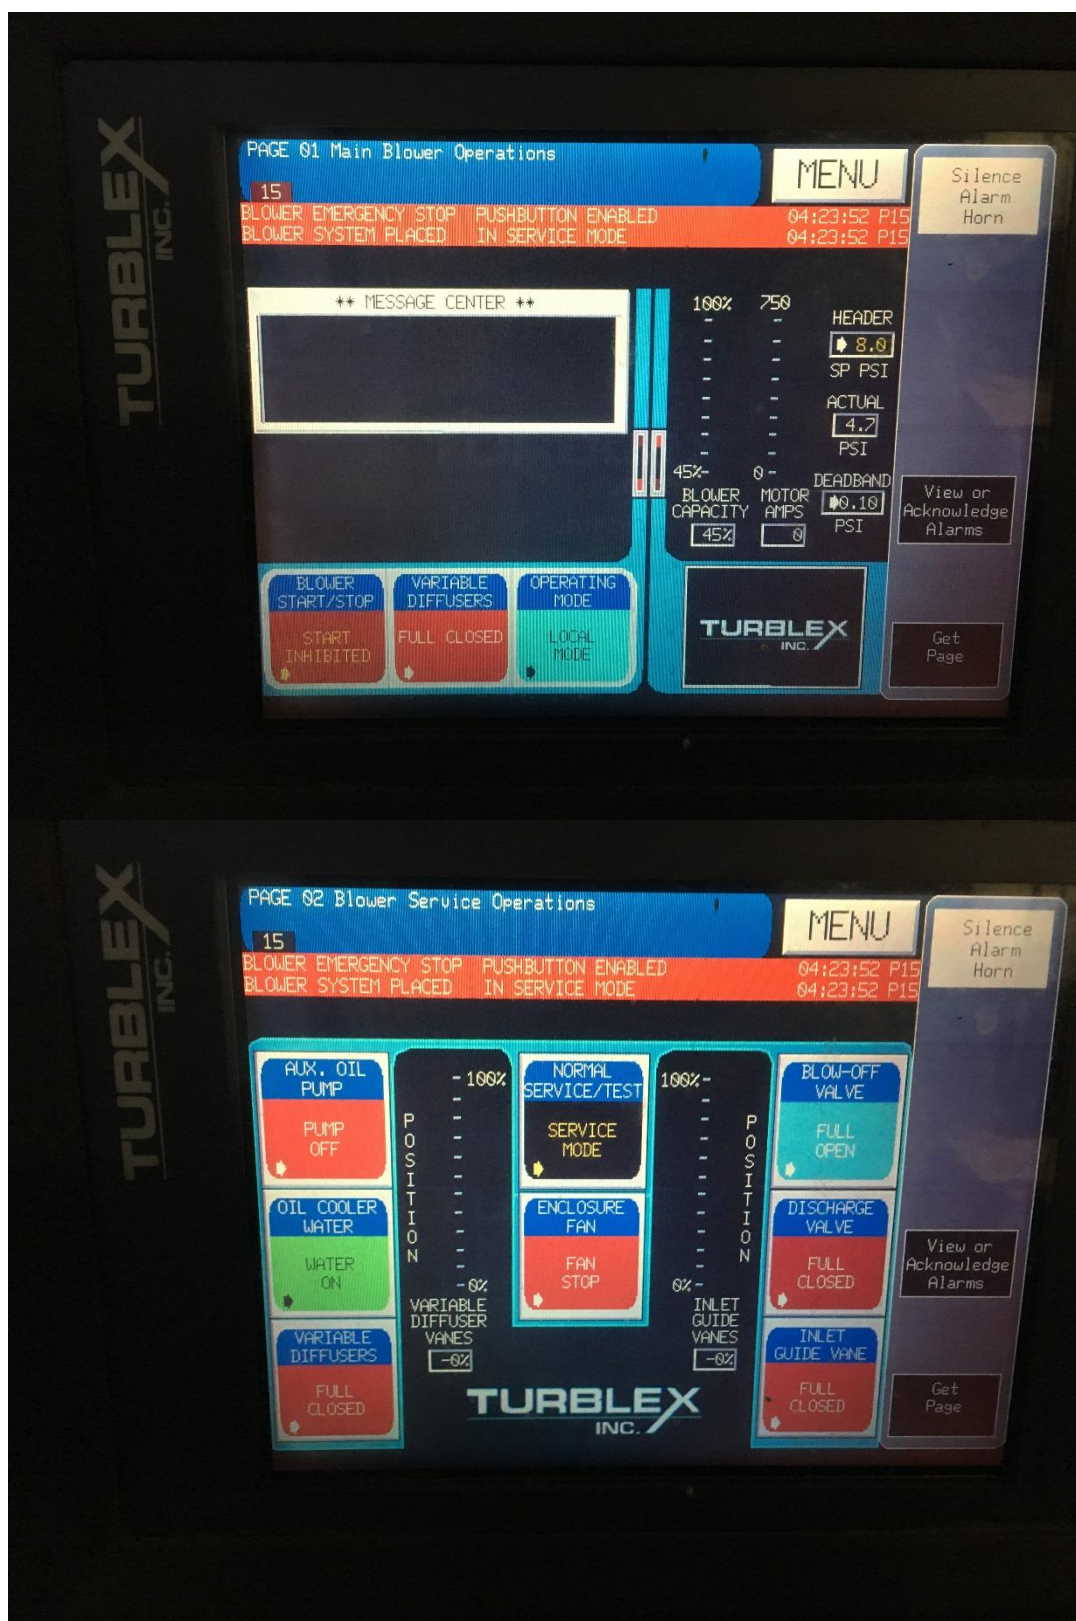 TURBLEX
INC.
PAGE 01 Main Blower Operations
MENU
15
BLOWER EMERGENCY STOP PUSHBUTTON ENABLED 04:23:52 P15
BLOWER SYSTEM PLACED IN SERVICE MODE 04:23:52 P15
Silence
Alarm
Horn
** MESSAGE CENTER **
100% 750
45%- 0-
BLOWER
CAPACITY
45%
MOTOR
AMPS
0
HEADER
8.0
SP PSI
ACTUAL
4.7
PSI
DEADBAND
0.10
PSI
View or
Acknowledge
Alarms
BLOWER
START/STOP
START
INHIBITED
VARIABLE
DIFFUSERS
FULL CLOSED
OPERATING
MODE
LOCAL
MODE
TURBLEX
INC.
Get
Page
TURBLEX
INC.
PAGE 02 Blower Service Operations
MENU
15
BLOWER EMERGENCY STOP PUSHBUTTON ENABLED 04:23:52 P15
BLOWER SYSTEM PLACED IN SERVICE MODE 04:23:52 P15
Silence
Alarm
Horn
AUX. OIL
PUMP
PUMP
OFF
OIL COOLER
WATER
WATER
ON
VARIABLE
DIFFUSERS
FULL
CLOSED
POSITION
-100%
-0%
VARIABLE
DIFFUSER
VANES
-0%
NORMAL
SERVICE/TEST
SERVICE
MODE
ENCLOSURE
FAN
FAN
STOP
100%-
0%-
POSITION
INLET
GUIDE
VANES
-0%
BLOW-OFF
VALVE
FULL
OPEN
DISCHARGE
VALVE
FULL
CLOSED
INLET
GUIDE VANE
FULL
CLOSED
TURBLEX
INC.
View or
Acknowledge
Alarms
Get
Page